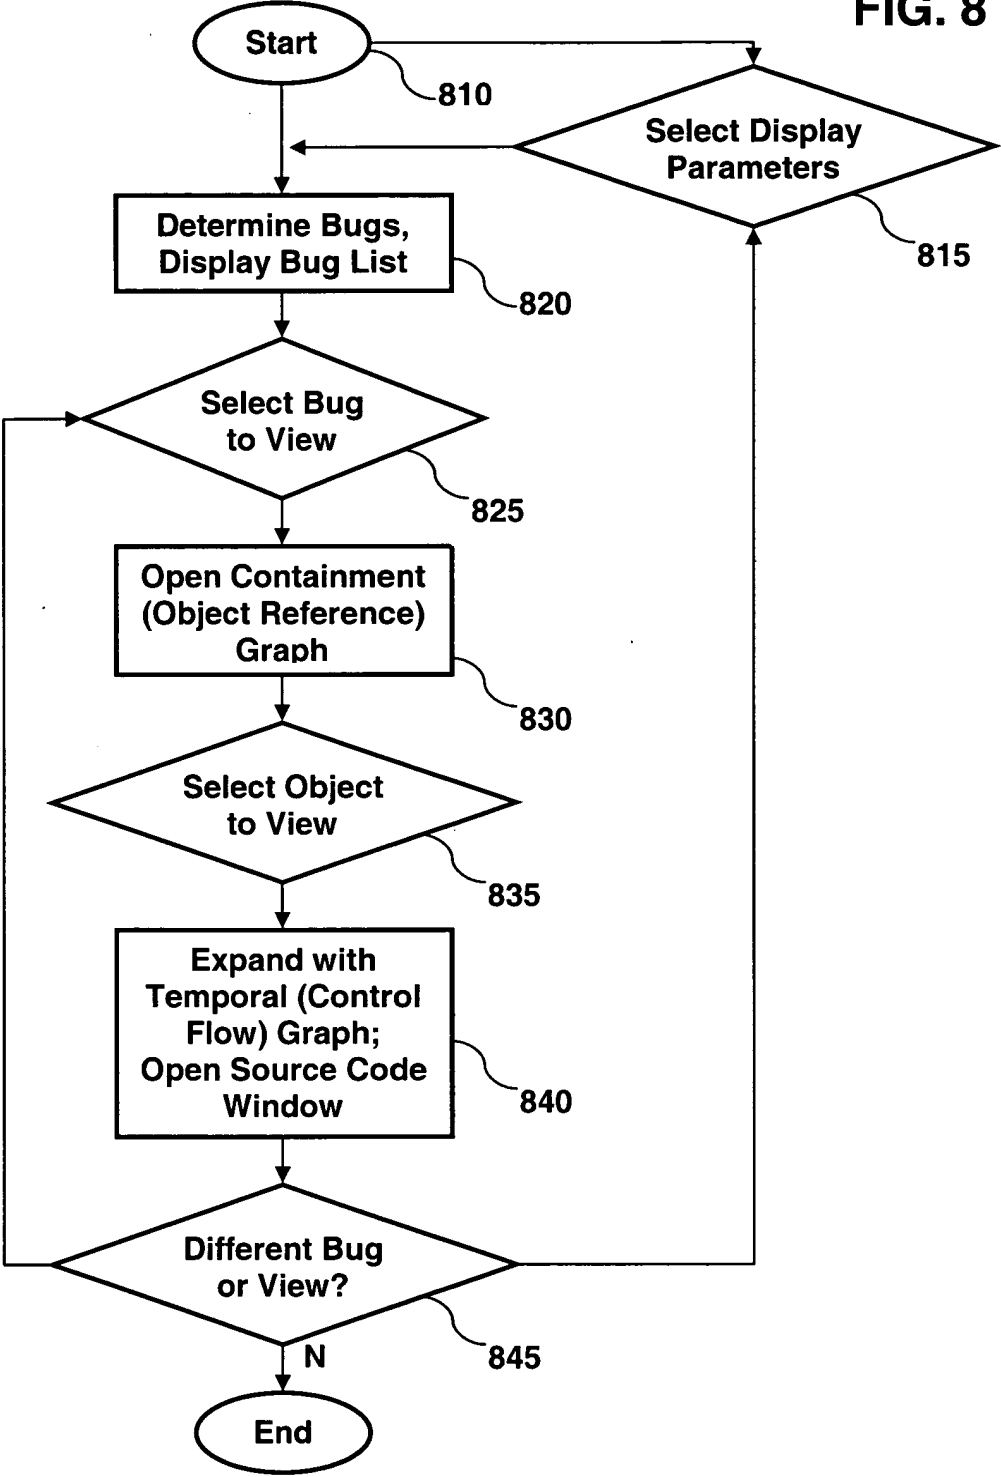 FIG. 8
Start
810
Select Display
Parameters
815
Determine Bugs,
Display Bug List
820
Select Bug
to View
825
Open Containment
(Object Reference)
Graph
830
Select Object
to View
835
Expand with
Temporal (Control
Flow) Graph;
Open Source Code
Window
840
Different Bug
or View?
845
N
End